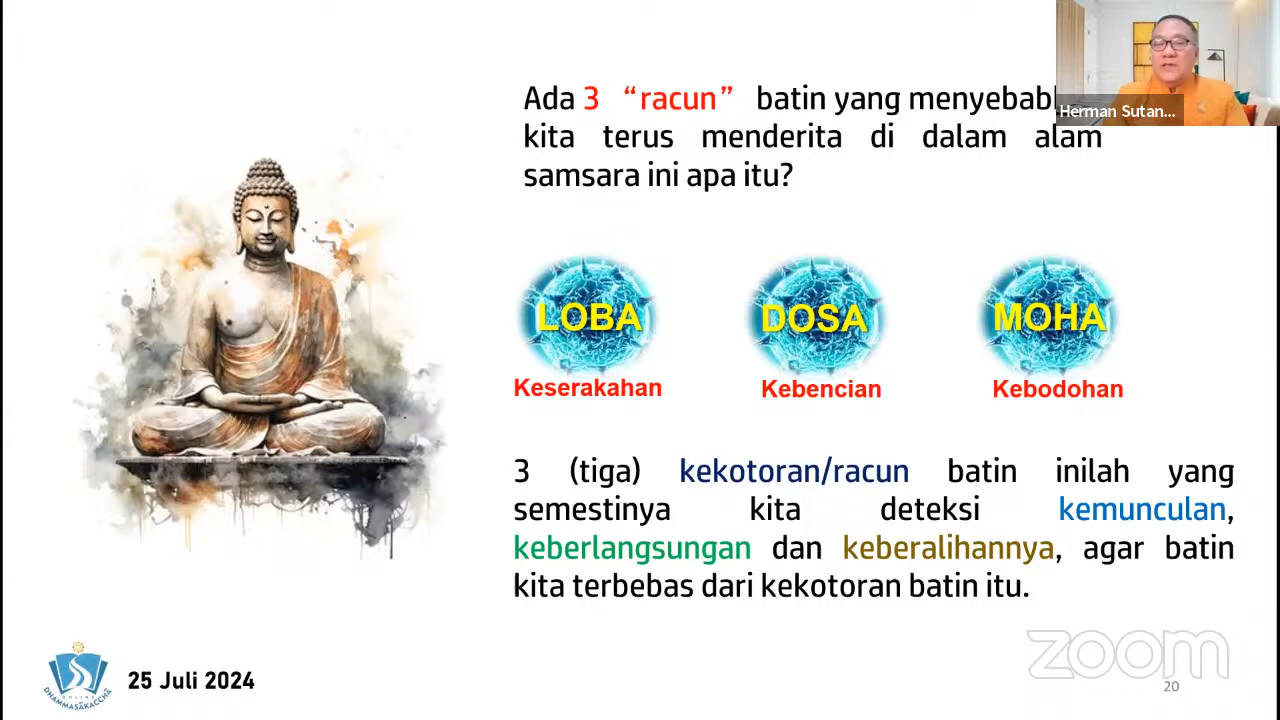 Ada 3 “racun” batin yang
kita terus menderita di dalam alam
samsara ini apa itu?
Herman Sutan...
LOBA DOSA MOHA
Keserakahan Kebencian Kebodohan
3 (tiga) kekotoran/racun batin inilah yang
semestinya kita deteksi kemunculan,
keberlangsungan dan keberalihannya, agar batin
kita terbebas dari kekotoran batin itu.
zoom
ONLINE
DHAMMASĀKACCHĀ
25 Juli 2024
20